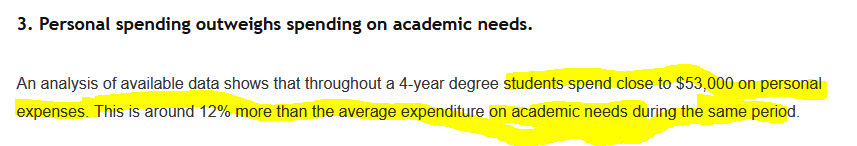 3. Personal spending outweighs spending on academic needs.
An analysis of available data shows that throughout a 4-year degree students spend close to $53,000 on personal
expenses. This is around 12% more than the average expenditure on academic needs during the same period.